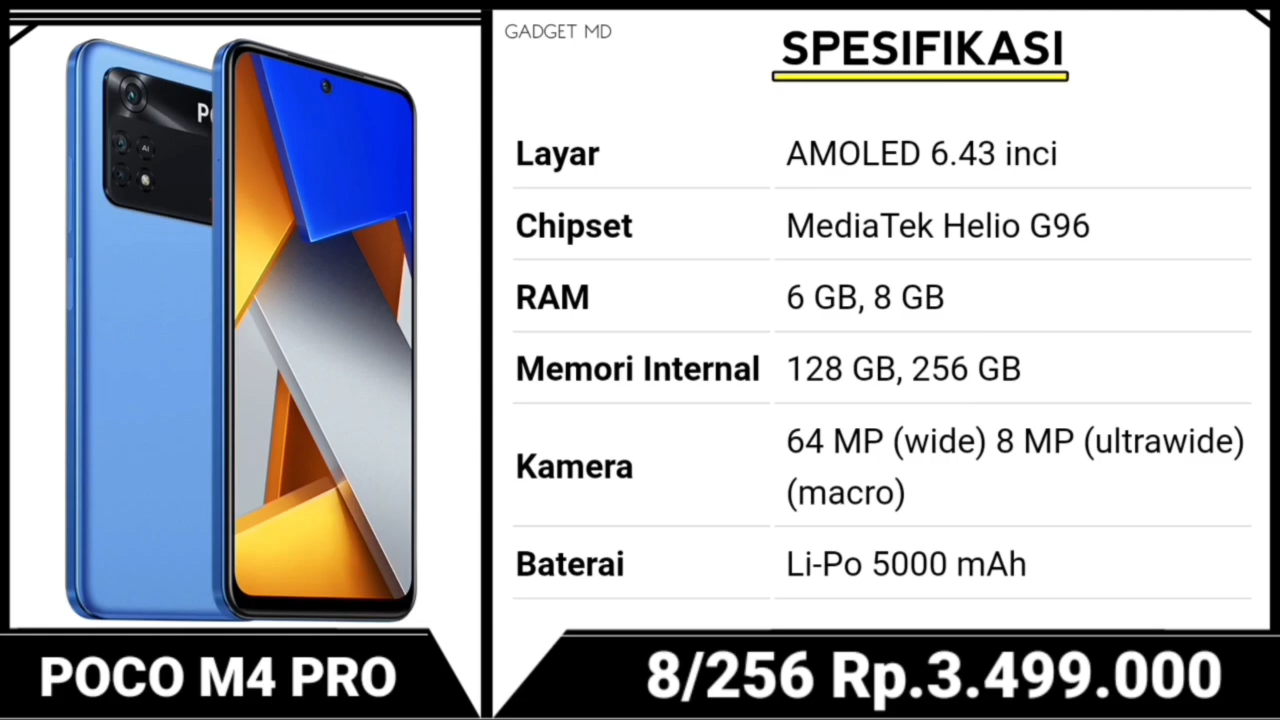 GADGET MD
SPESIFIKASI
Layar AMOLED 6.43 inci
Chipset MediaTek Helio G96
RAM 6 GB, 8 GB
Memori Internal 128 GB, 256 GB
Kamera 64 MP (wide) 8 MP (ultrawide)
(macro)
Baterai Li-Po 5000 mAh
AI
POCO M4 PRO
8/256 Rp.3.499.000